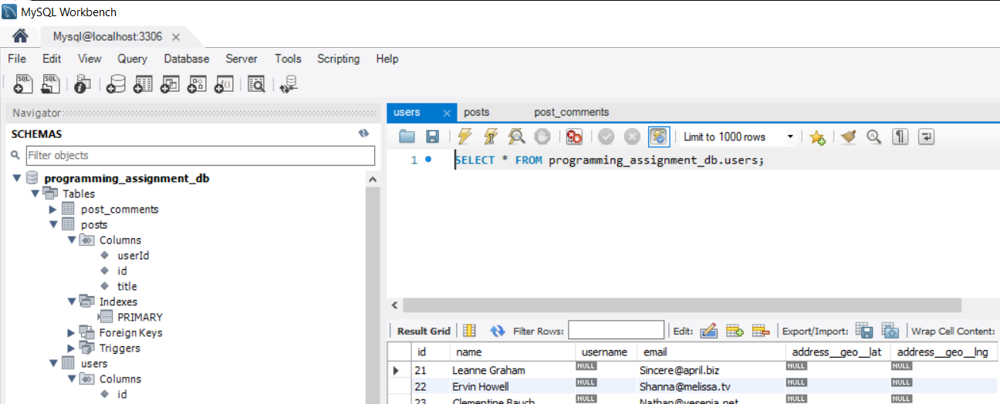 MySQL Workbench
Mysql@localhost:3306
File Edit View Query Database Server Tools Scripting Help
SQL SQL
Navigator
SCHEMAS
Filter objects
programming_assignment_db
Tables
post_comments
posts
Columns
userId
id
title
Indexes
PRIMARY
Foreign Keys
Triggers
users
Columns
id
users posts post_comments
Limit to 1000 rows
1 SELECT * FROM programming_assignment_db.users;
Result Grid Filter Rows: Edit: Export/Import: Wrap Cell Content:
id name username email address__geo__lat address__geo__lng
21 Leanne Graham NULL Sincere@april.biz NULL NULL
22 Ervin Howell NULL Shanna@melissa.tv NULL NULL
23 Clementine Bauch NULL Nathan@yesenia.net NULL NULL